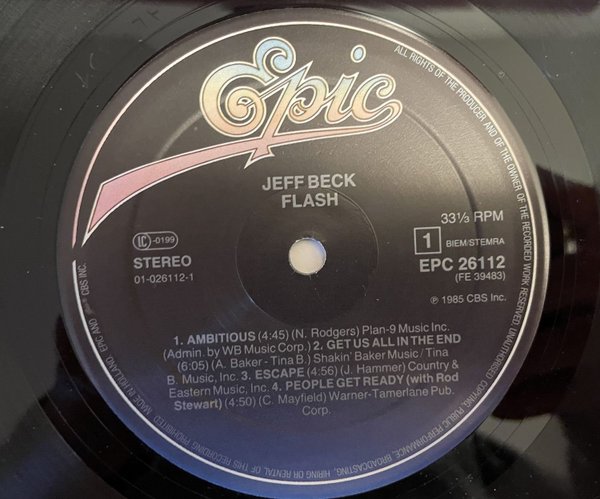 Epic
JEFF BECK
FLASH
33⅓ RPM
LC -0199
1 BIEM/STEMRA
STEREO
EPC 26112
01-026112-1
(FE 39483)
℗ 1985 CBS Inc.
1. AMBITIOUS (4:45) (N. Rodgers) Plan-9 Music Inc.
(Admin. by WB Music Corp.) 2. GET US ALL IN THE END
(6:05) (A. Baker - Tina B.) Shakin' Baker Music / Tina
B. Music, Inc. 3. ESCAPE (4:56) (J. Hammer) Country &
Eastern Music, Inc. 4. PEOPLE GET READY (with Rod
Stewart) (4:50) (C. Mayfield) Warner-Tamerlane Pub.
Corp.
ALL RIGHTS OF THE PRODUCER AND OF THE OWNER OF THE RECORDED WORK RESERVED. UNAUTHORISED COPYING, PUBLIC PERFORMANCE, BROADCASTING, HIRING OR RENTAL OF THIS RECORDING PROHIBITED. MADE IN HOLLAND. EPIC AND CBS INC.